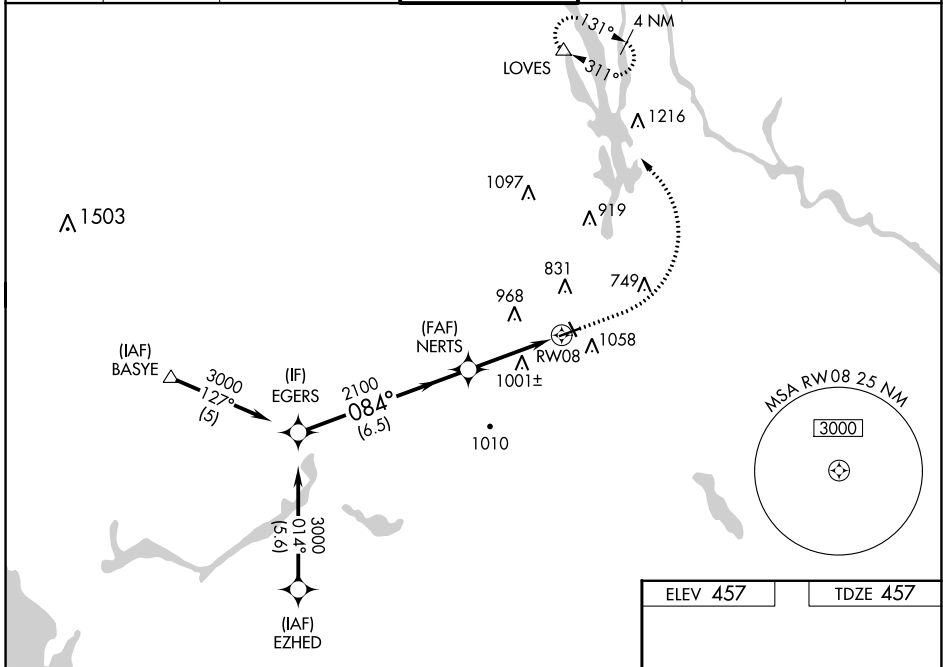 131°
4 NM
LOVES
311°
1216
1097
1503
919
831
749
968
(FAF)
NERTS
1058
RW08
1001±
(IAF)
BASYE
3000
127°
(5)
(IF)
EGERS
2100
084°
(6.5)
1010
MSA RW08 25 NM
3000
3000
014°
(5.6)
(IAF)
EZHED
ELEV 457
TDZE 457